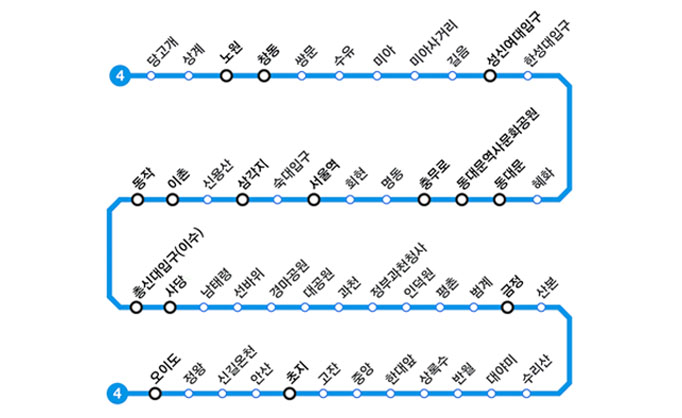 4
당고개
상계
노원
창동
쌍문
수유
미아
미아사거리
길음
성신여대입구
한성대입구
동작
이촌
신용산
삼각지
숙대입구
서울역
회현
명동
충무로
동대문역사문화공원
동대문
혜화
총신대입구(이수)
사당
남태령
선바위
경마공원
대공원
과천
정부과천청사
인덕원
평촌
범계
금정
산본
4
오이도
정왕
신길온천
안산
초지
고잔
중앙
한대앞
상록수
반월
대야미
수리산